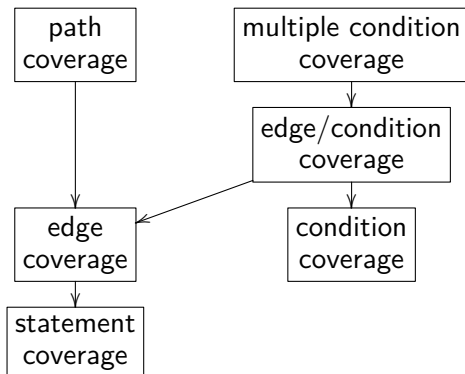 path
coverage
multiple condition
coverage
edge/condition
coverage
edge
coverage
condition
coverage
statement
coverage